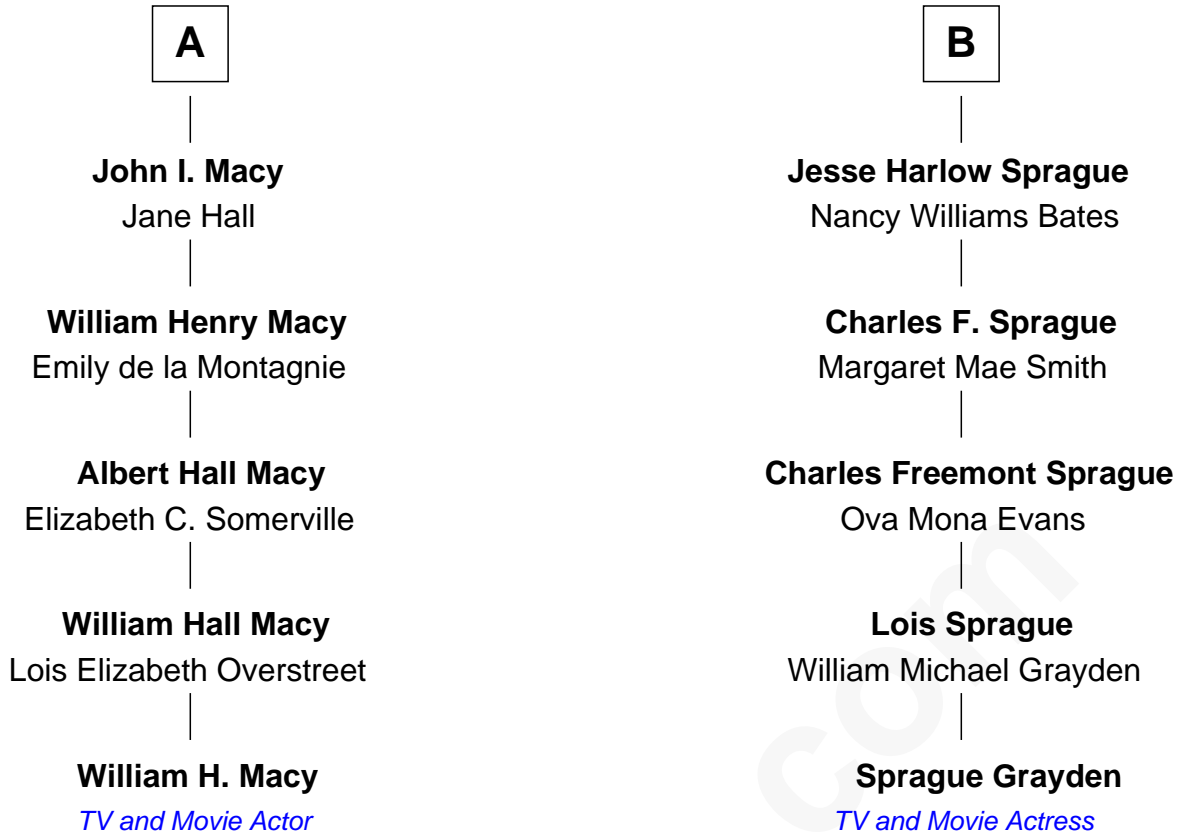 A
John I. Macy
Jane Hall
William Henry Macy
Emily de la Montagnie
Albert Hall Macy
Elizabeth C. Somerville
William Hall Macy
Lois Elizabeth Overstreet
William H. Macy
TV and Movie Actor
B
Jesse Harlow Sprague
Nancy Williams Bates
Charles F. Sprague
Margaret Mae Smith
Charles Freemont Sprague
Ova Mona Evans
Lois Sprague
William Michael Grayden
Sprague Grayden
TV and Movie Actress
com